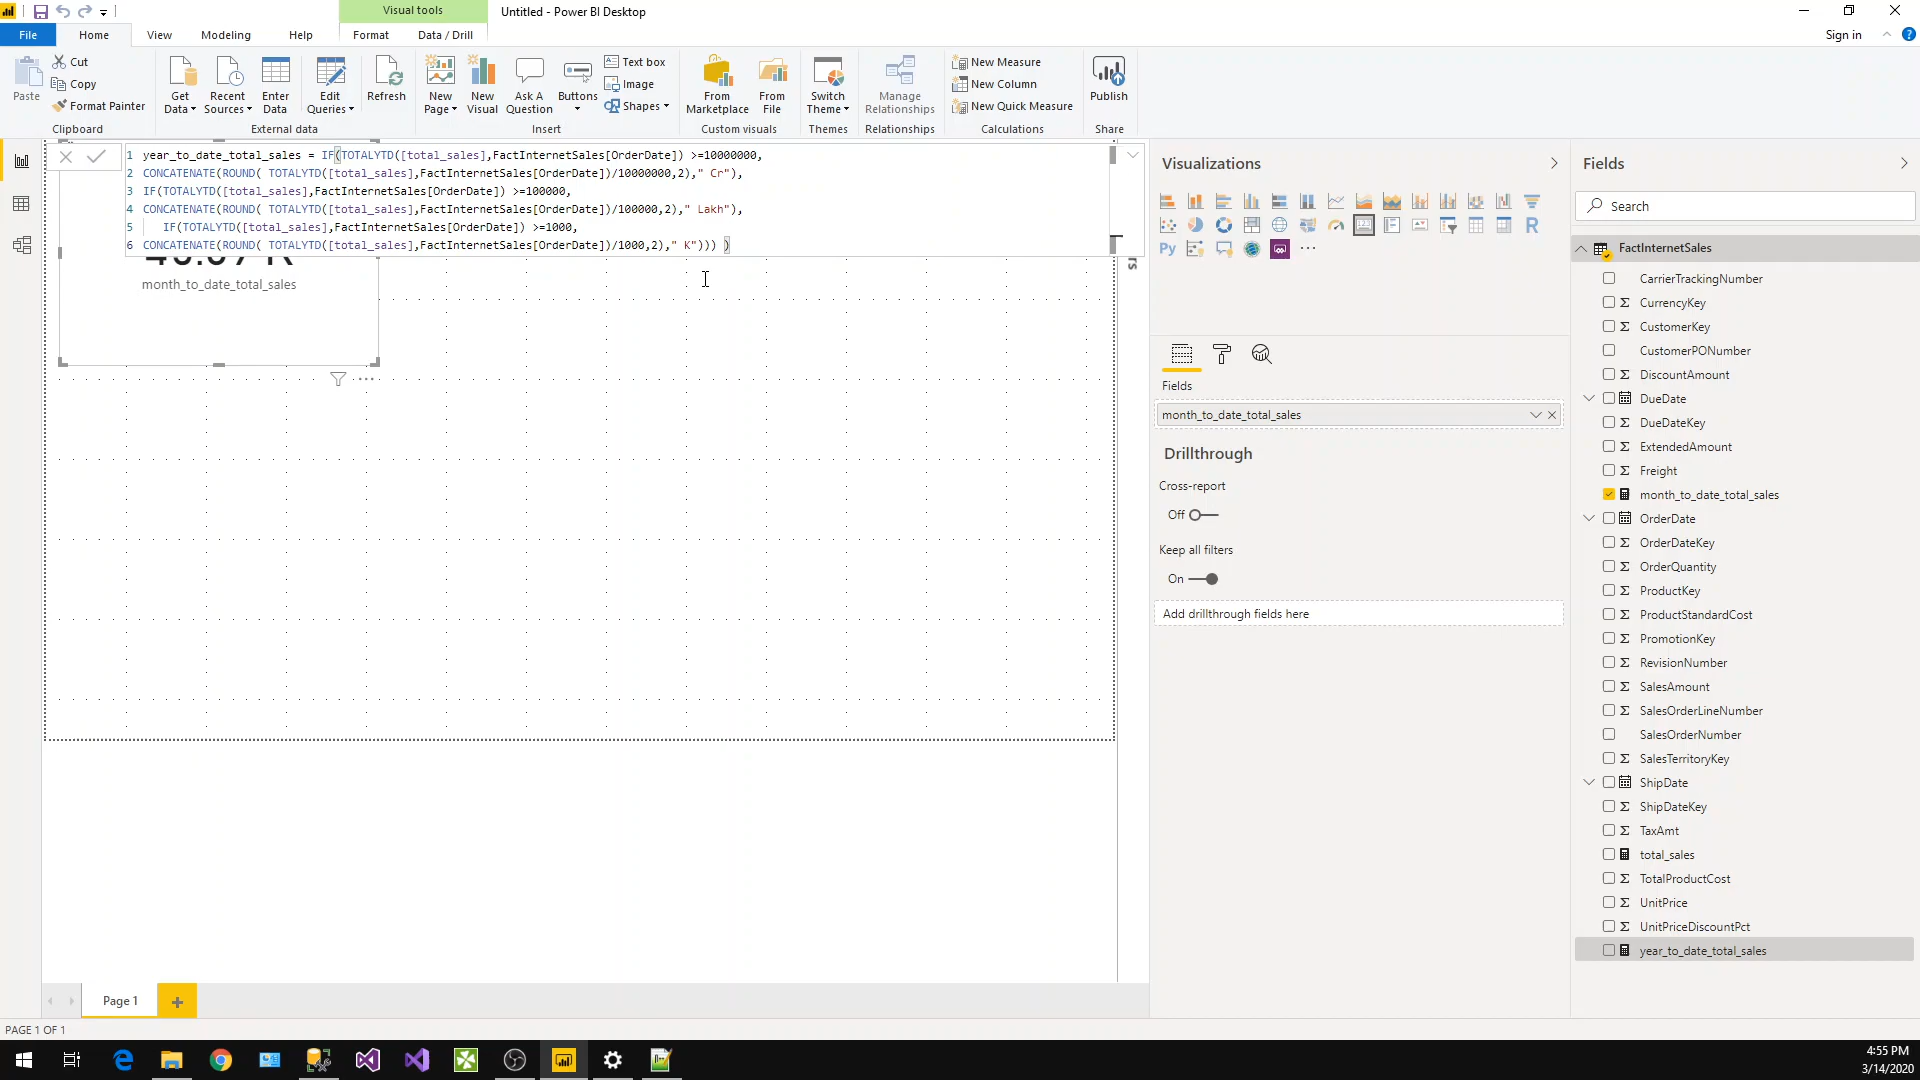 Visual tools
Untitled - Power BI Desktop
File
Home
View
Modeling
Help
Format
Data / Drill
Sign in
?
Paste
Cut
Copy
Format Painter
Clipboard
Get Data
Recent Sources
Enter Data
Edit Queries
External data
Refresh
New Page
New Visual
Ask A Question
Buttons
Text box
Image
Shapes
Insert
From Marketplace
From File
Custom visuals
Switch Theme
Themes
Manage Relationships
Relationships
New Measure
New Column
New Quick Measure
Calculations
Publish
Share
1 year_to_date_total_sales = IF(TOTALYTD([total_sales],FactInternetSales[OrderDate]) >=10000000,
2 CONCATENATE(ROUND( TOTALYTD([total_sales],FactInternetSales[OrderDate])/10000000,2)," Cr"),
3 IF(TOTALYTD([total_sales],FactInternetSales[OrderDate]) >=100000,
4 CONCATENATE(ROUND( TOTALYTD([total_sales],FactInternetSales[OrderDate])/100000,2)," Lakh"),
5 IF(TOTALYTD([total_sales],FactInternetSales[OrderDate]) >=1000,
6 CONCATENATE(ROUND( TOTALYTD([total_sales],FactInternetSales[OrderDate])/1000,2)," K"))) )
month_to_date_total_sales
Visualizations
Py
R
Fields
month_to_date_total_sales
Drillthrough
Cross-report
Off
Keep all filters
On
Add drillthrough fields here
Fields
Search
FactInternetSales
CarrierTrackingNumber
CurrencyKey
CustomerKey
CustomerPONumber
DiscountAmount
DueDate
DueDateKey
ExtendedAmount
Freight
month_to_date_total_sales
OrderDate
OrderDateKey
OrderQuantity
ProductKey
ProductStandardCost
PromotionKey
RevisionNumber
SalesAmount
SalesOrderLineNumber
SalesOrderNumber
SalesTerritoryKey
ShipDate
ShipDateKey
TaxAmt
total_sales
TotalProductCost
UnitPrice
UnitPriceDiscountPct
year_to_date_total_sales
Page 1
PAGE 1 OF 1
4:55 PM
3/14/2020